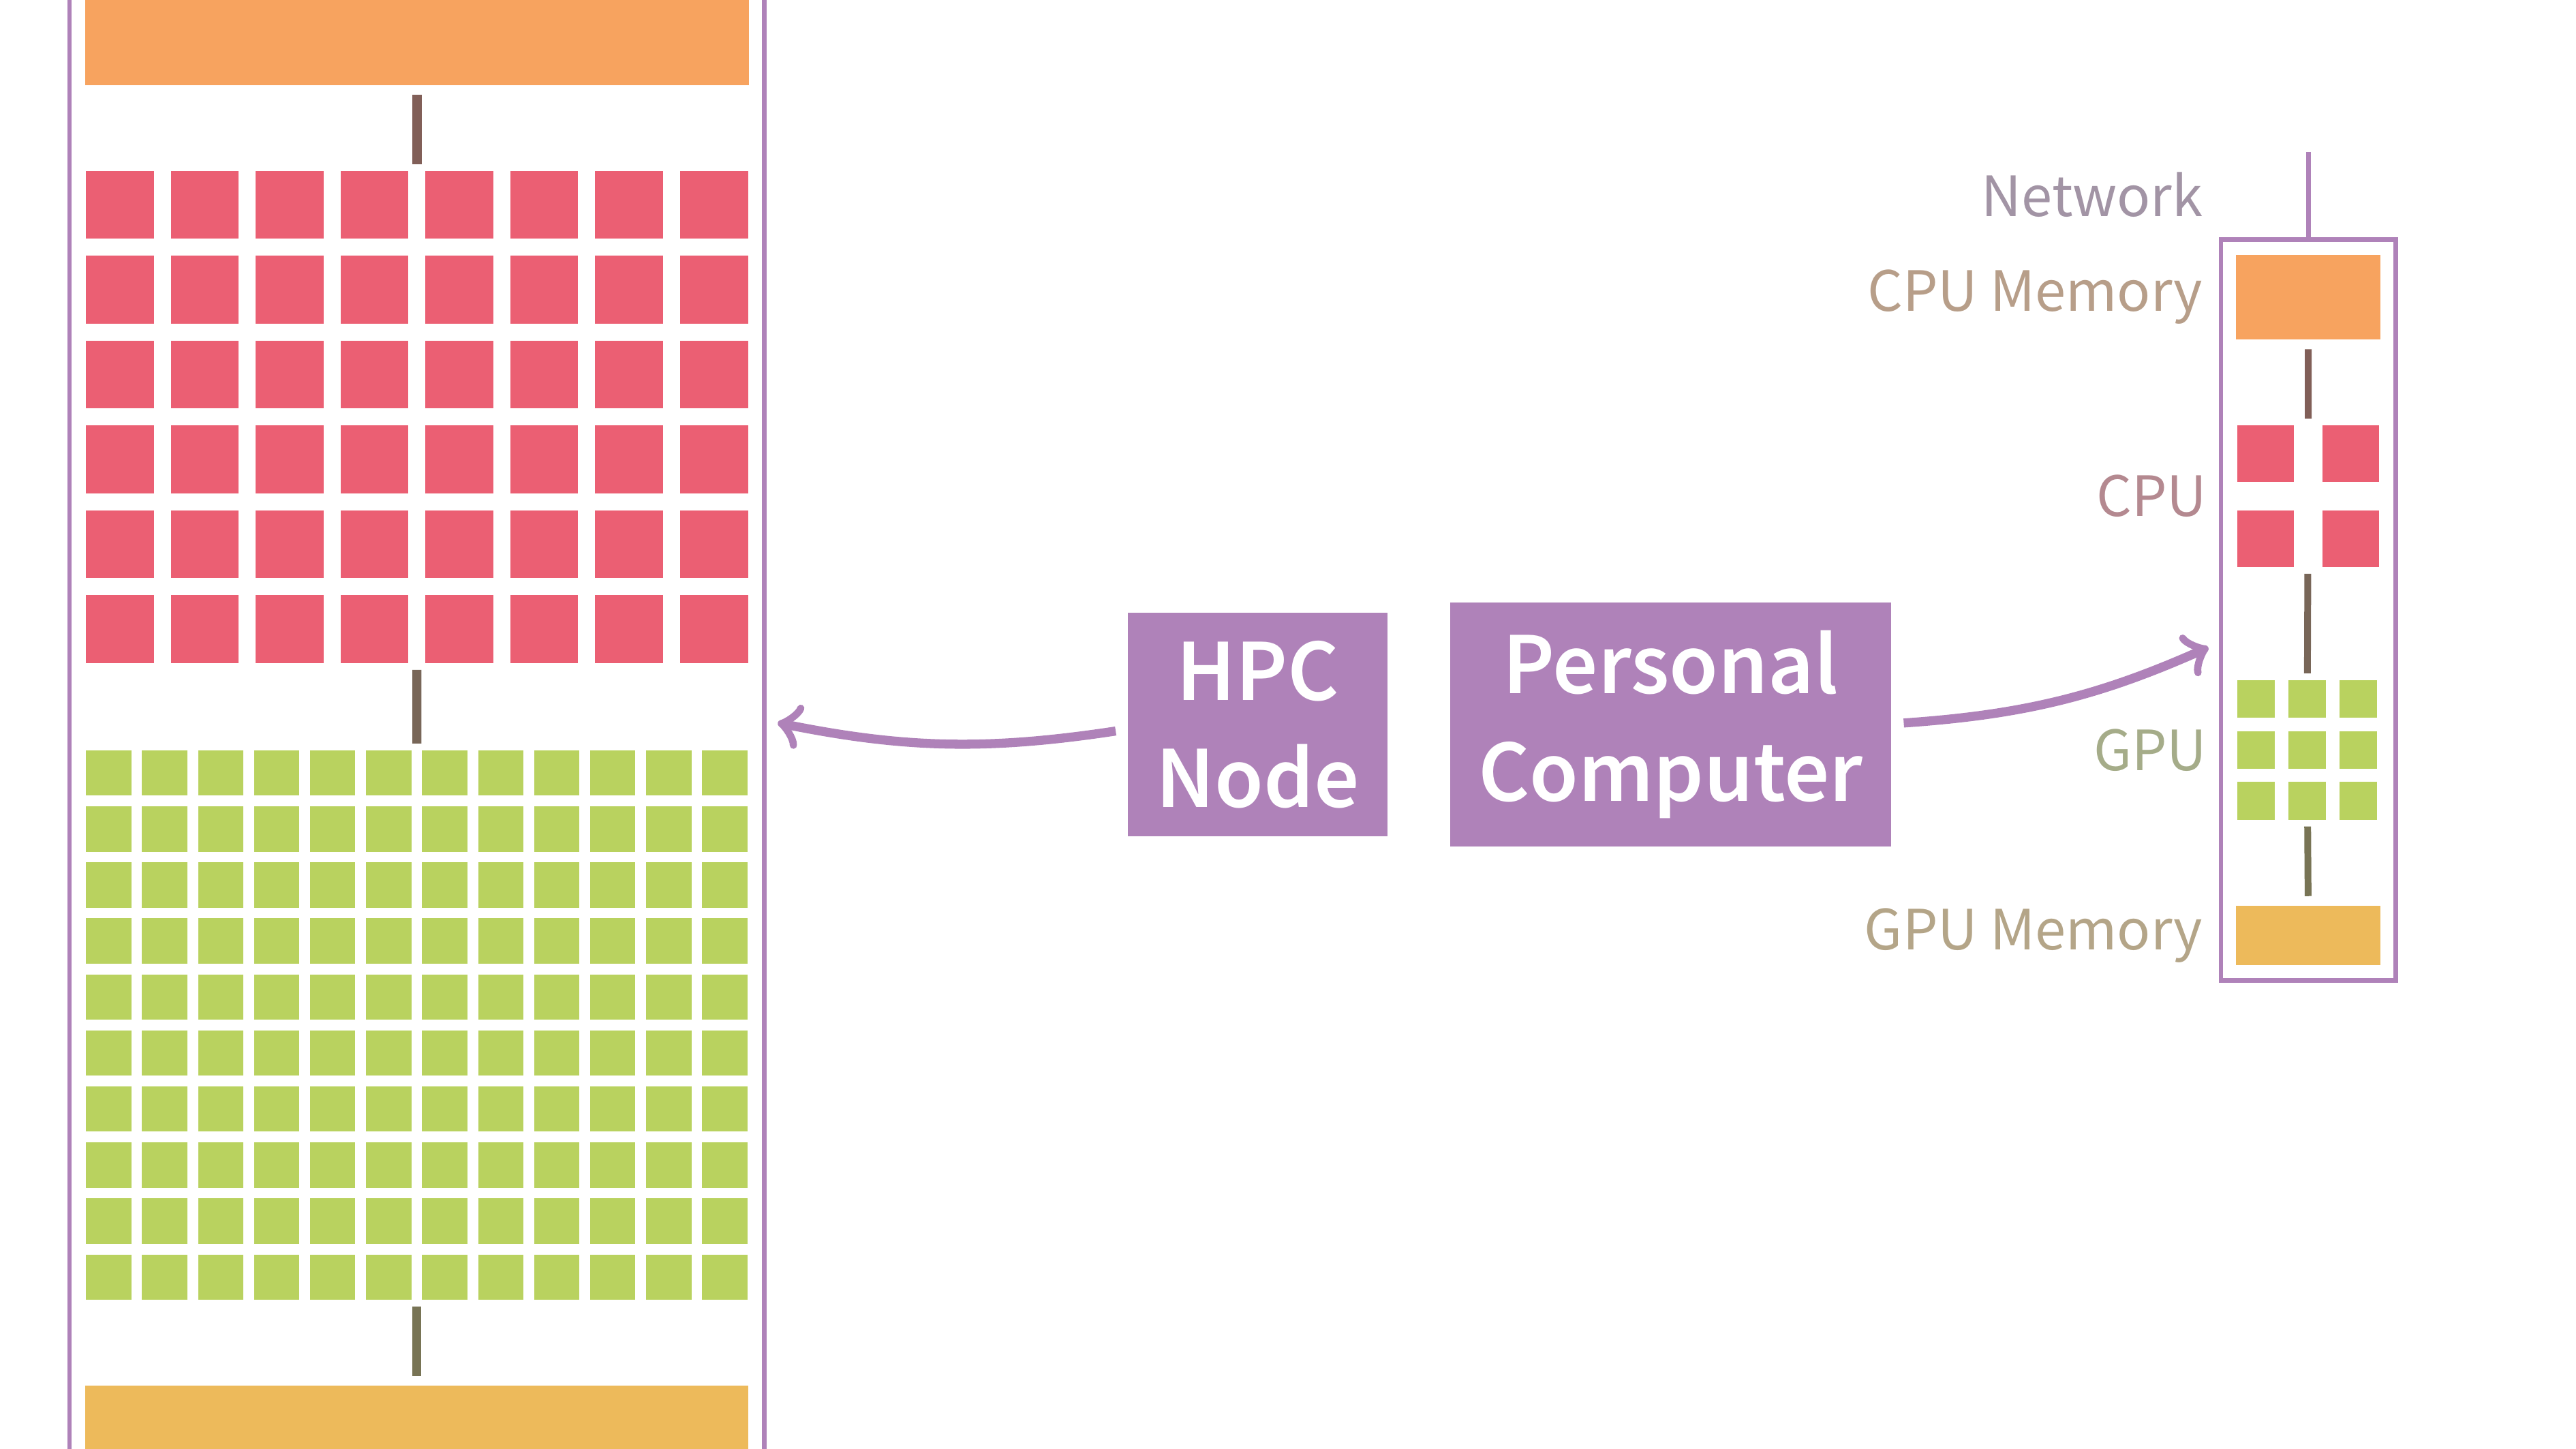 HPC
Node
Personal
Computer
Network
CPU Memory
CPU
GPU
GPU Memory